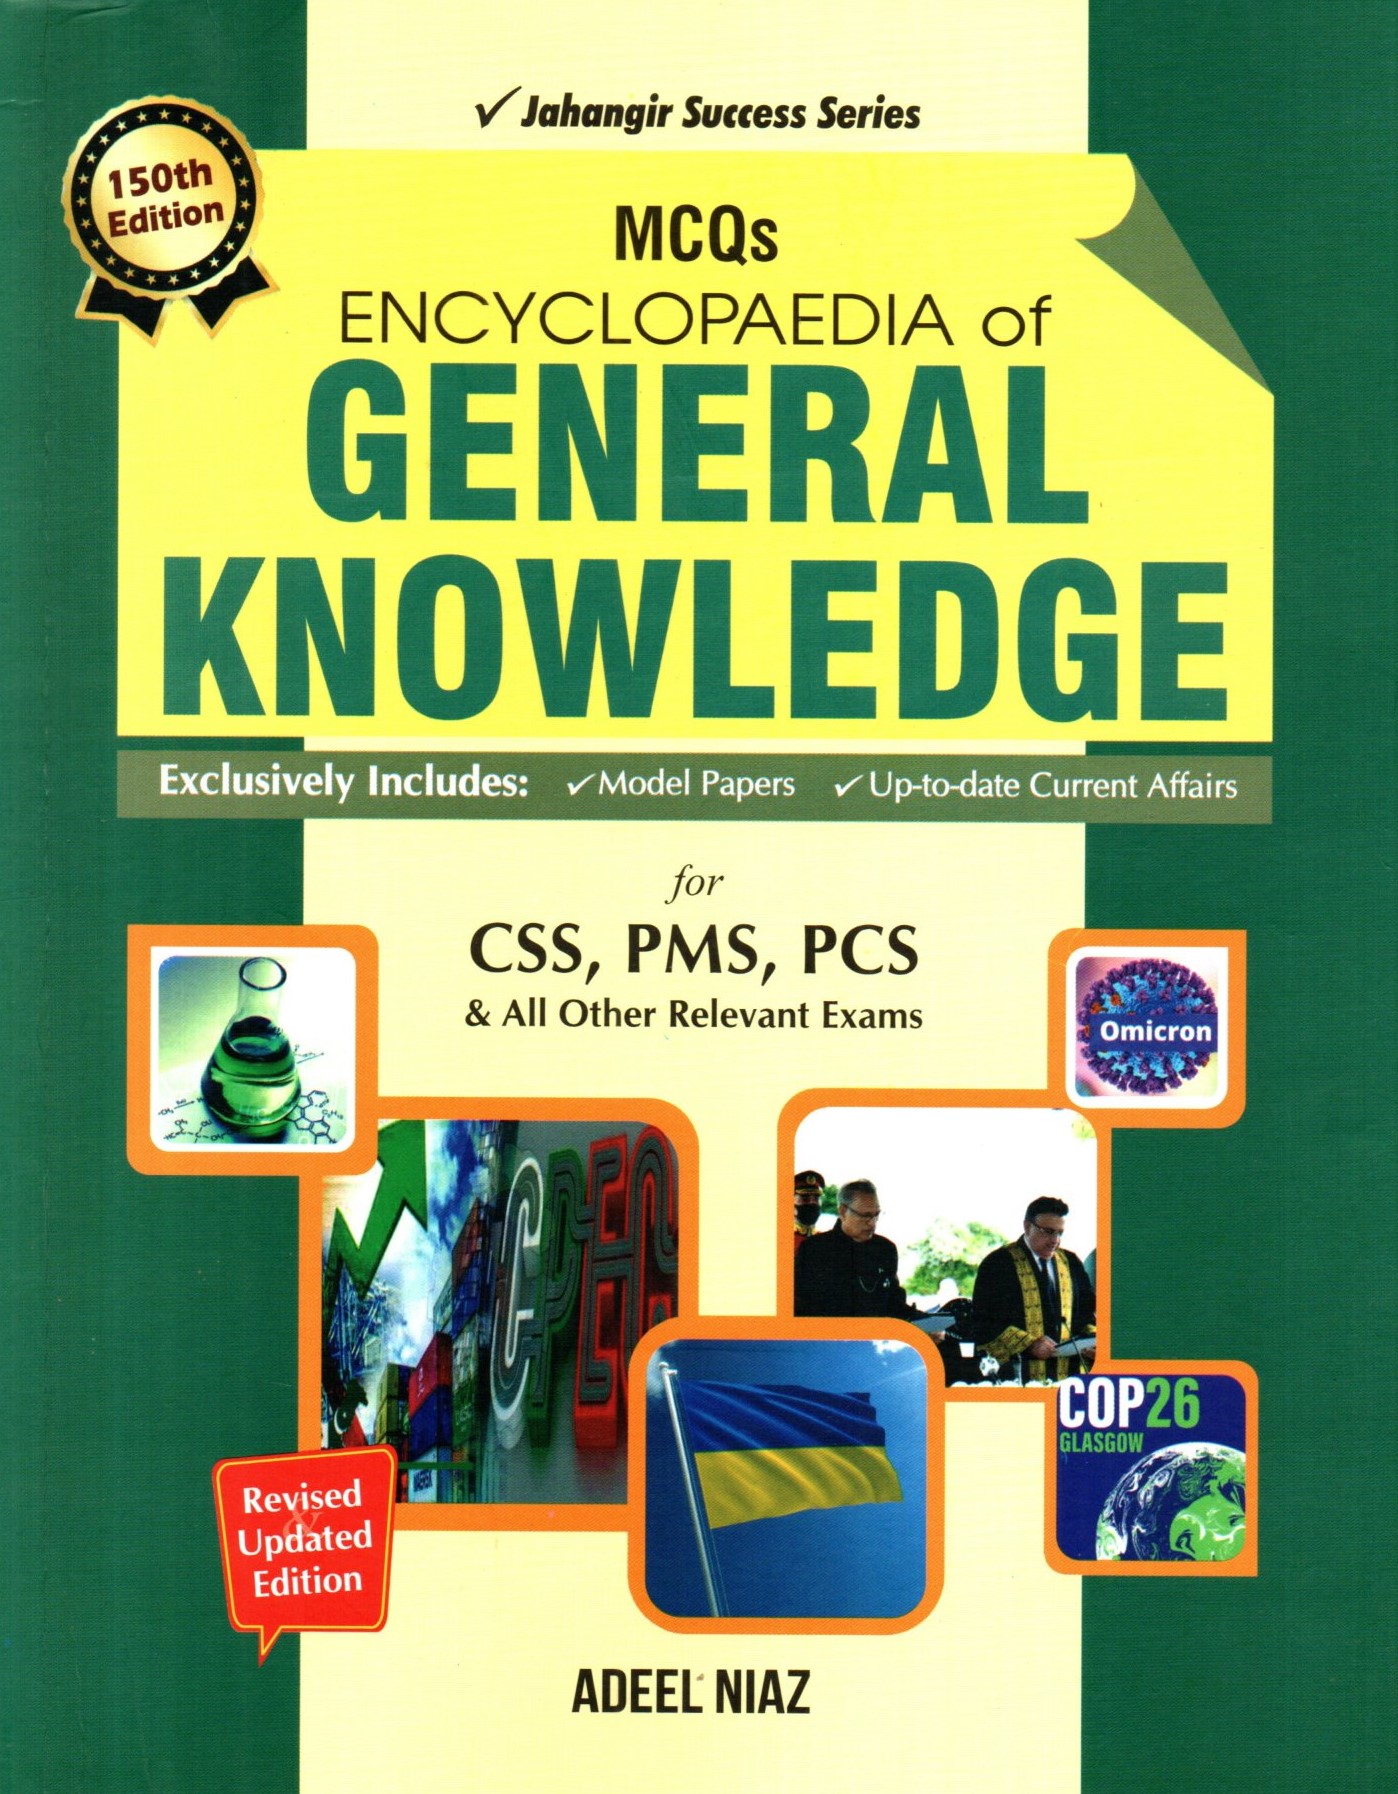 Jahangir Success Series
150th
Edition
MCQs
ENCYCLOPAEDIA of
GENERAL
KNOWLEDGE
Exclusively Includes: ✓Model Papers ✓Up-to-date Current Affairs
for
CSS, PMS, PCS
& All Other Relevant Exams
Omicron
CPEC
COP26
GLASGOW
Revised
&
Updated
Edition
ADEEL NIAZ